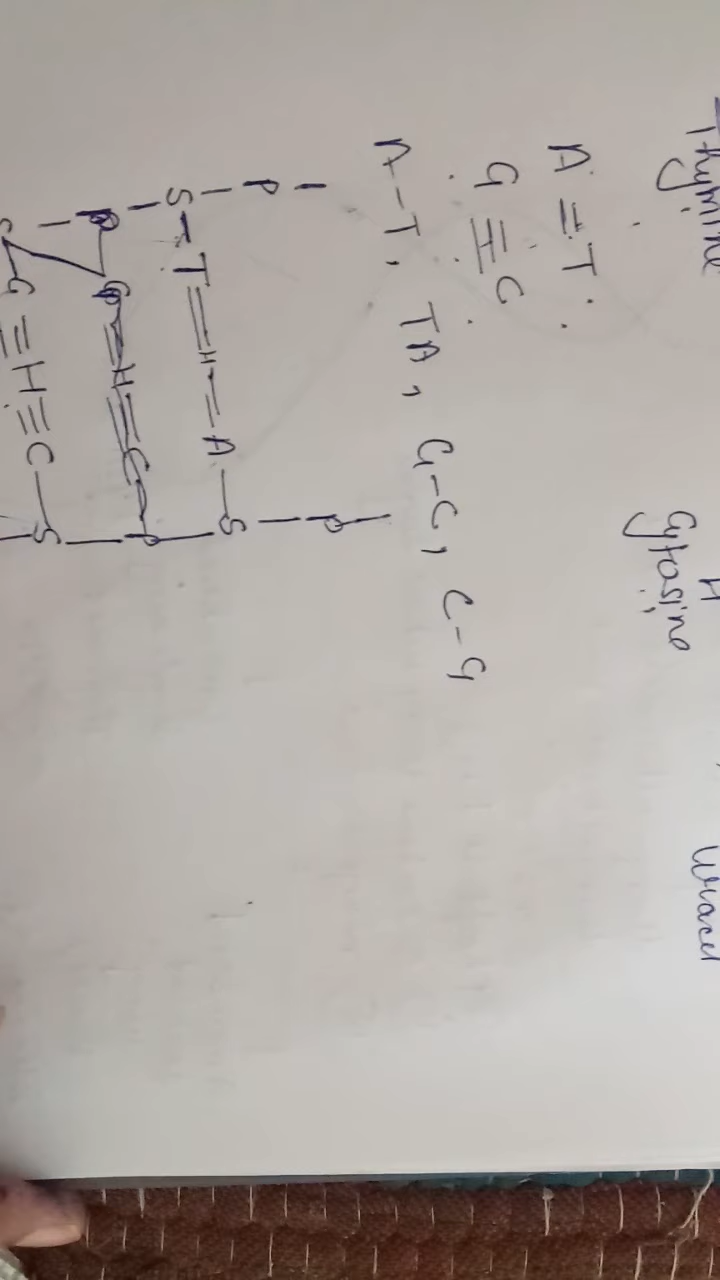 H
Thymine Cytosine Uracil
A = T
G ≡ C
A-T, TA, G-C, C-G
P P
S - T = H = A - S
P G ≡ H ≡ C P
S - G ≡ H ≡ C - S